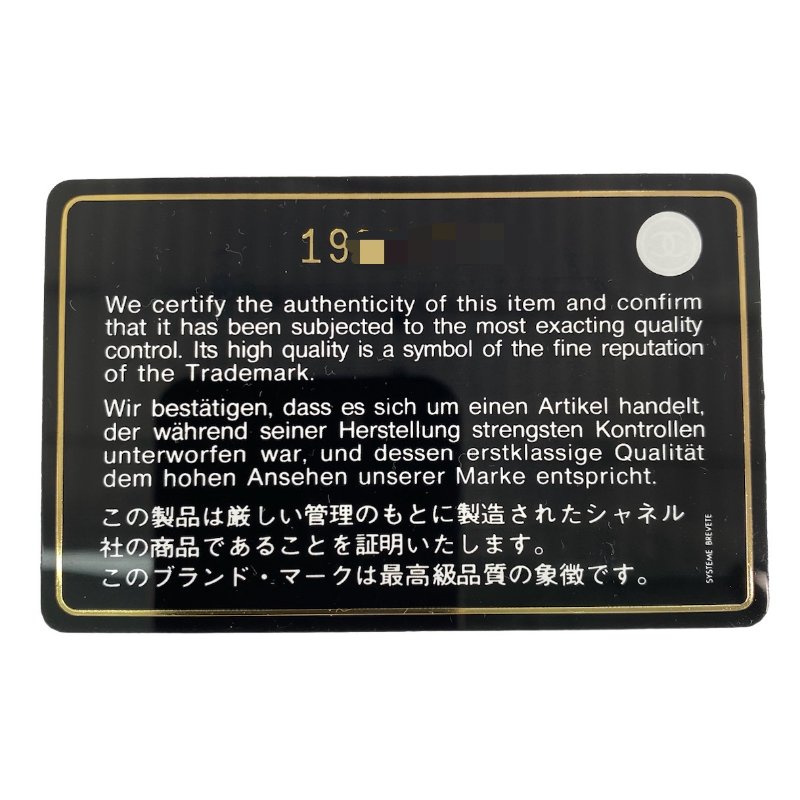 19
We certify the authenticity of this item and confirm
that it has been subjected to the most exacting quality
control. Its high quality is a symbol of the fine reputation
of the Trademark.
Wir bestätigen, dass es sich um einen Artikel handelt,
der während seiner Herstellung strengsten Kontrollen
unterworfen war, und dessen erstklassige Qualität
dem hohen Ansehen unserer Marke entspricht.
この製品は厳しい管理のもとに製造されたシャネル
社の商品であることを証明いたします。
このブランド・マークは最高級品質の象徴です。
SYSTEME BREVETE